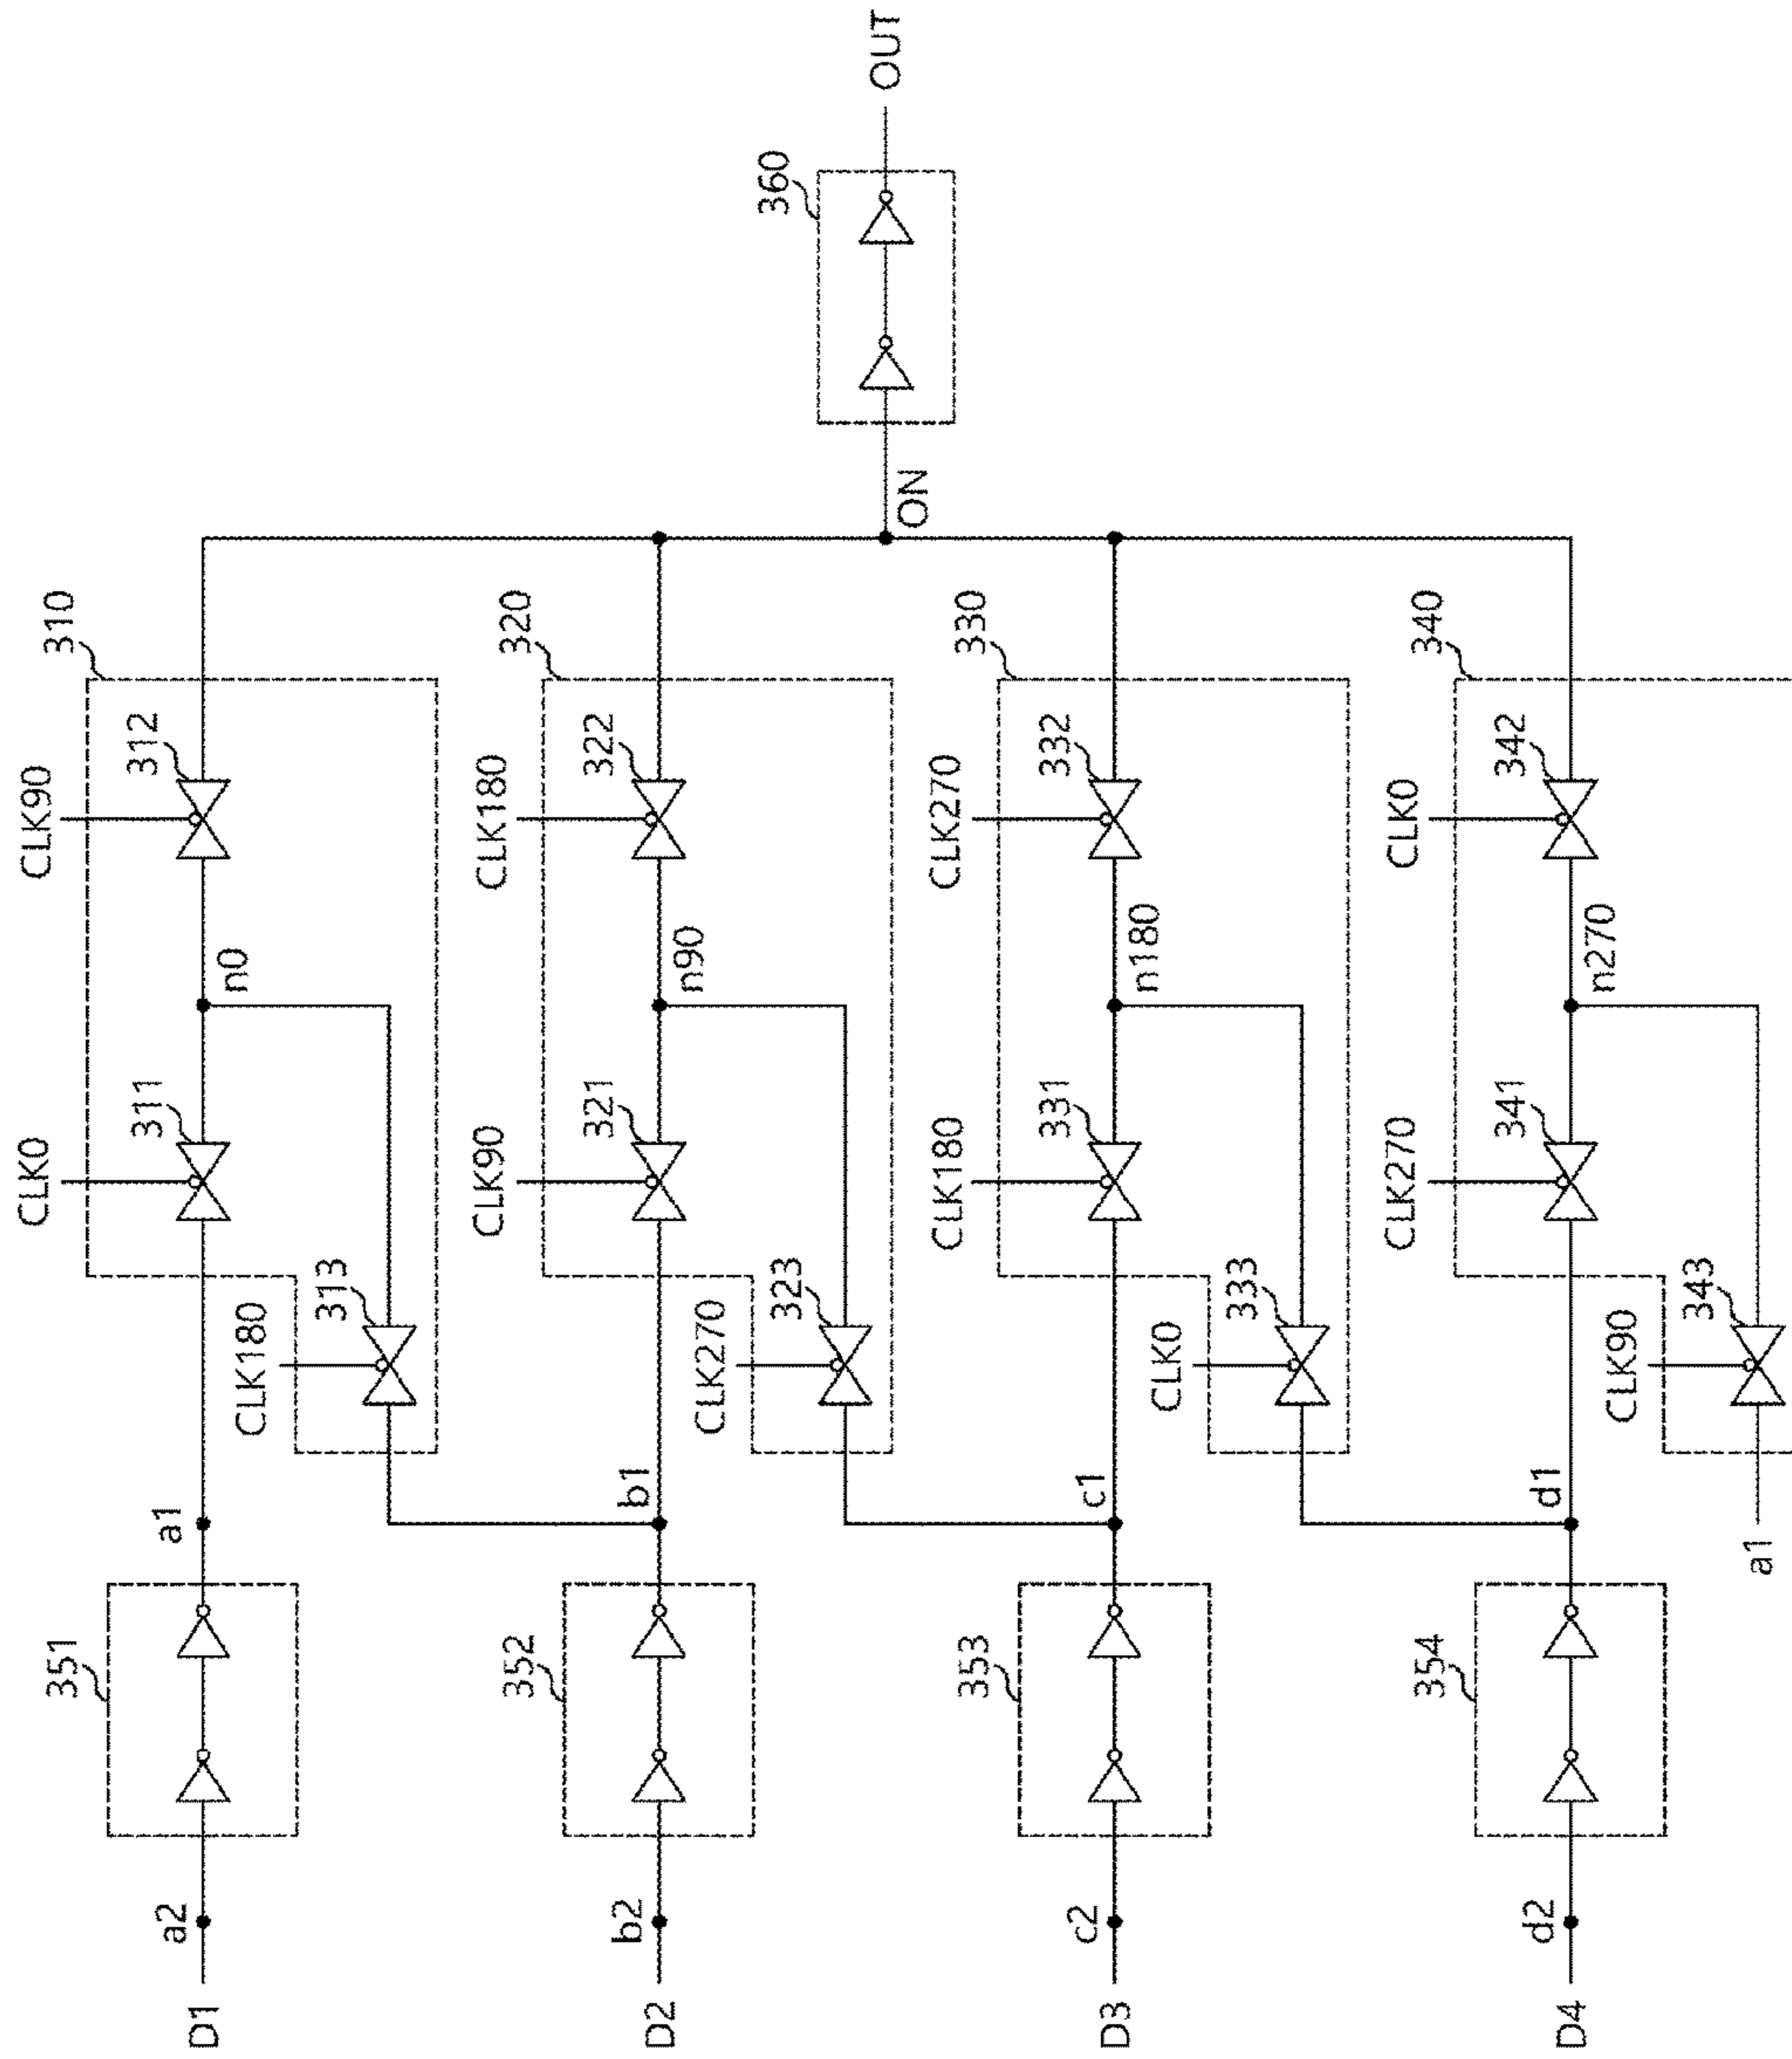 D1
a2
351
a1
CLK0
311
CLK180
313
n0
CLK90
312
310
D2
b2
352
b1
CLK90
321
CLK270
323
n90
CLK180
322
320
D3
c2
353
c1
CLK180
331
CLK0
333
n180
CLK270
332
330
D4
d2
354
d1
a1
CLK270
341
CLK90
343
n270
CLK0
342
340
ON
360
OUT